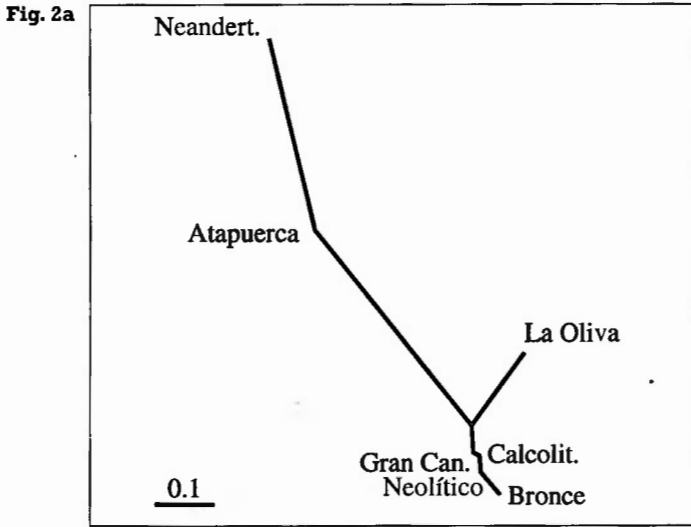 Fig. 2a
Neandert.
Atapuerca
La Oliva
Gran Can. Calcolit.
Neolítico Bronce
0.1